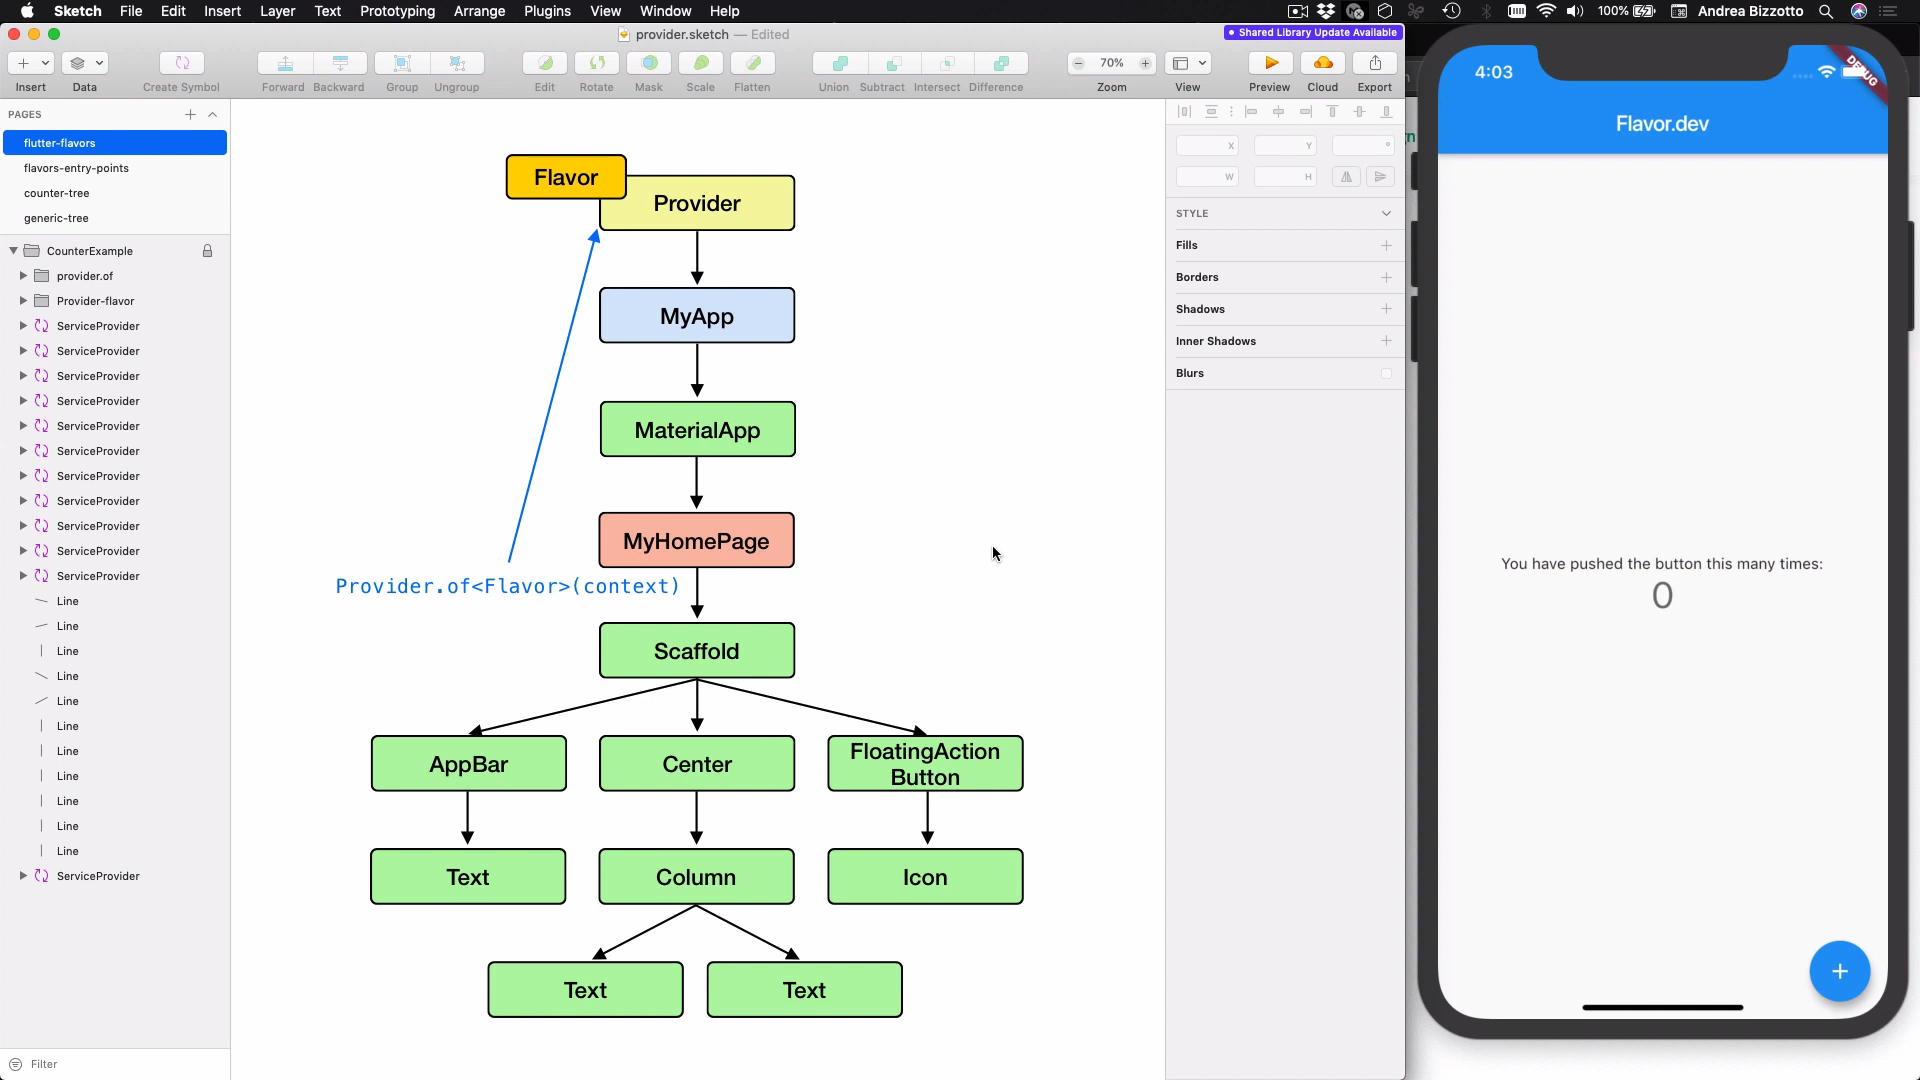 Sketch File Edit Insert Layer Text Prototyping Arrange Plugins View Window Help 100% Andrea Bizzotto
provider.sketch — Edited
Shared Library Update Available
70%
Insert Data Create Symbol Forward Backward Group Ungroup Edit Rotate Mask Scale Flatten Union Subtract Intersect Difference Zoom View Preview Cloud Export
PAGES
flutter-flavors
flavors-entry-points
counter-tree
generic-tree
CounterExample
provider.of
Provider-flavor
ServiceProvider
ServiceProvider
ServiceProvider
ServiceProvider
ServiceProvider
ServiceProvider
ServiceProvider
ServiceProvider
ServiceProvider
ServiceProvider
ServiceProvider
Line
Line
Line
Line
Line
Line
Line
Line
Line
Line
Line
ServiceProvider
Filter
Flavor
Provider
MyApp
MaterialApp
MyHomePage
Provider.of<Flavor>(context)
Scaffold
AppBar
Center
FloatingAction
Button
Text
Column
Icon
Text
Text
X Y °
W H
STYLE
Fills
Borders
Shadows
Inner Shadows
Blurs
4:03
DEBUG
Flavor.dev
You have pushed the button this many times:
0